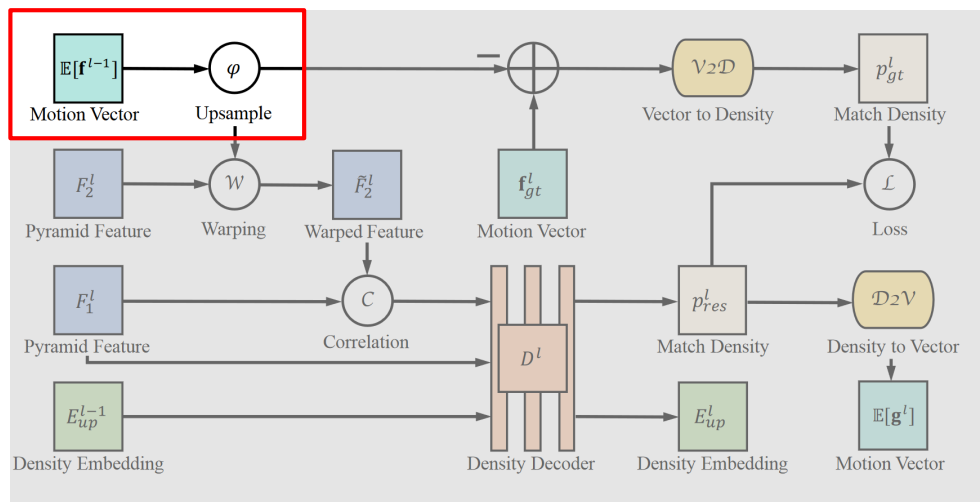 𝔼[𝐟^{l−1}]
φ
−
𝒱2𝒟
p^l_{gt}
Motion Vector
Upsample
Vector to Density
Match Density
F^l_2
𝒲
F̃^l_2
𝐟^l_{gt}
ℒ
Pyramid Feature
Warping
Warped Feature
Motion Vector
Loss
F^l_1
C
p^l_{res}
𝒟2𝒱
Pyramid Feature
Correlation
D^l
Match Density
Density to Vector
E^{l−1}_{up}
E^l_{up}
𝔼[𝐠^l]
Density Embedding
Density Decoder
Density Embedding
Motion Vector